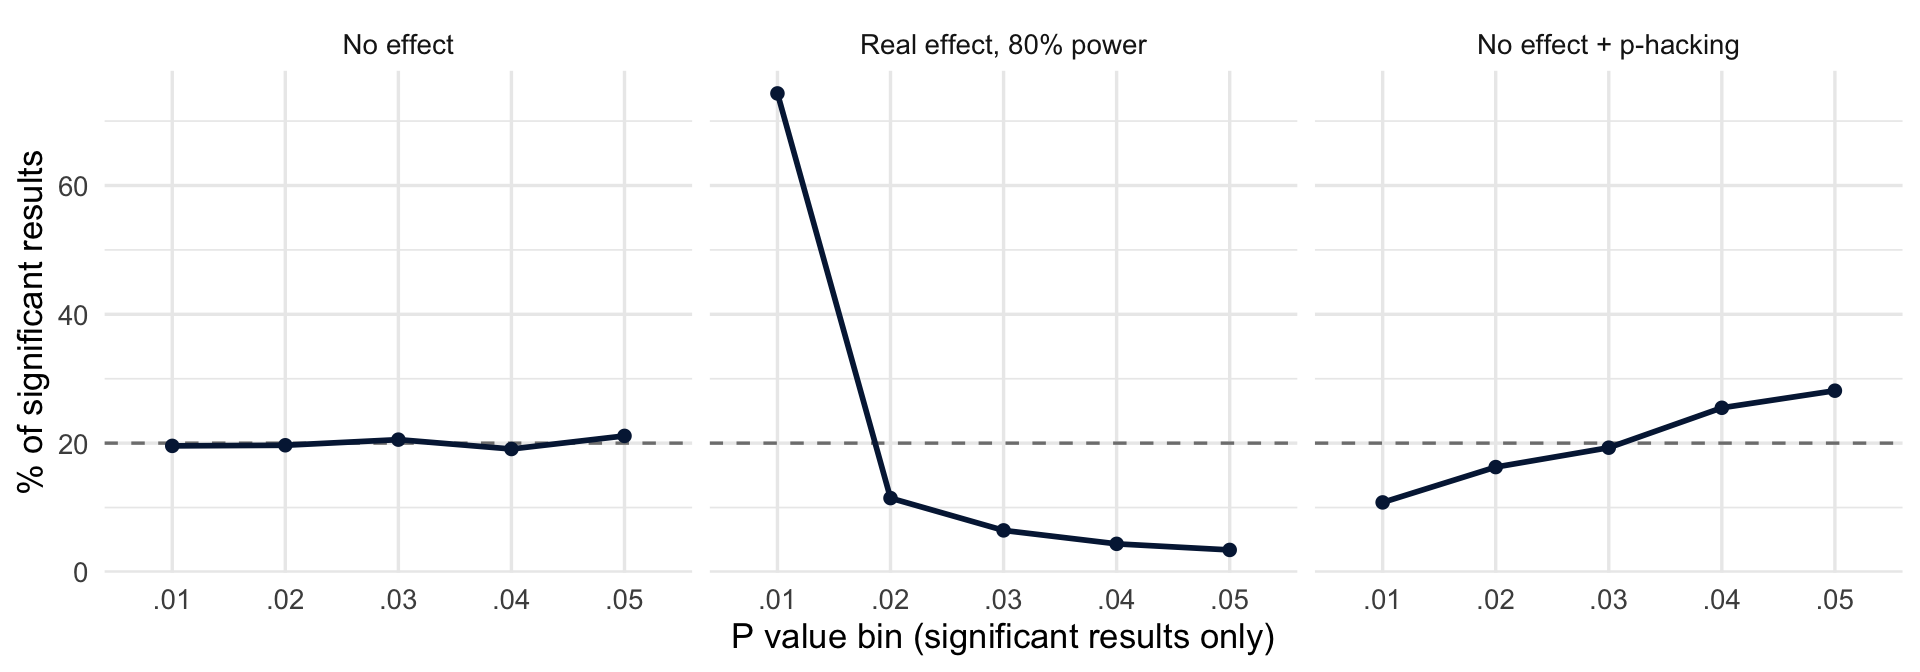 No effect
Real effect, 80% power
No effect + p-hacking
% of significant results
60
40
20
0
.01 .02 .03 .04 .05
.01 .02 .03 .04 .05
.01 .02 .03 .04 .05
P value bin (significant results only)